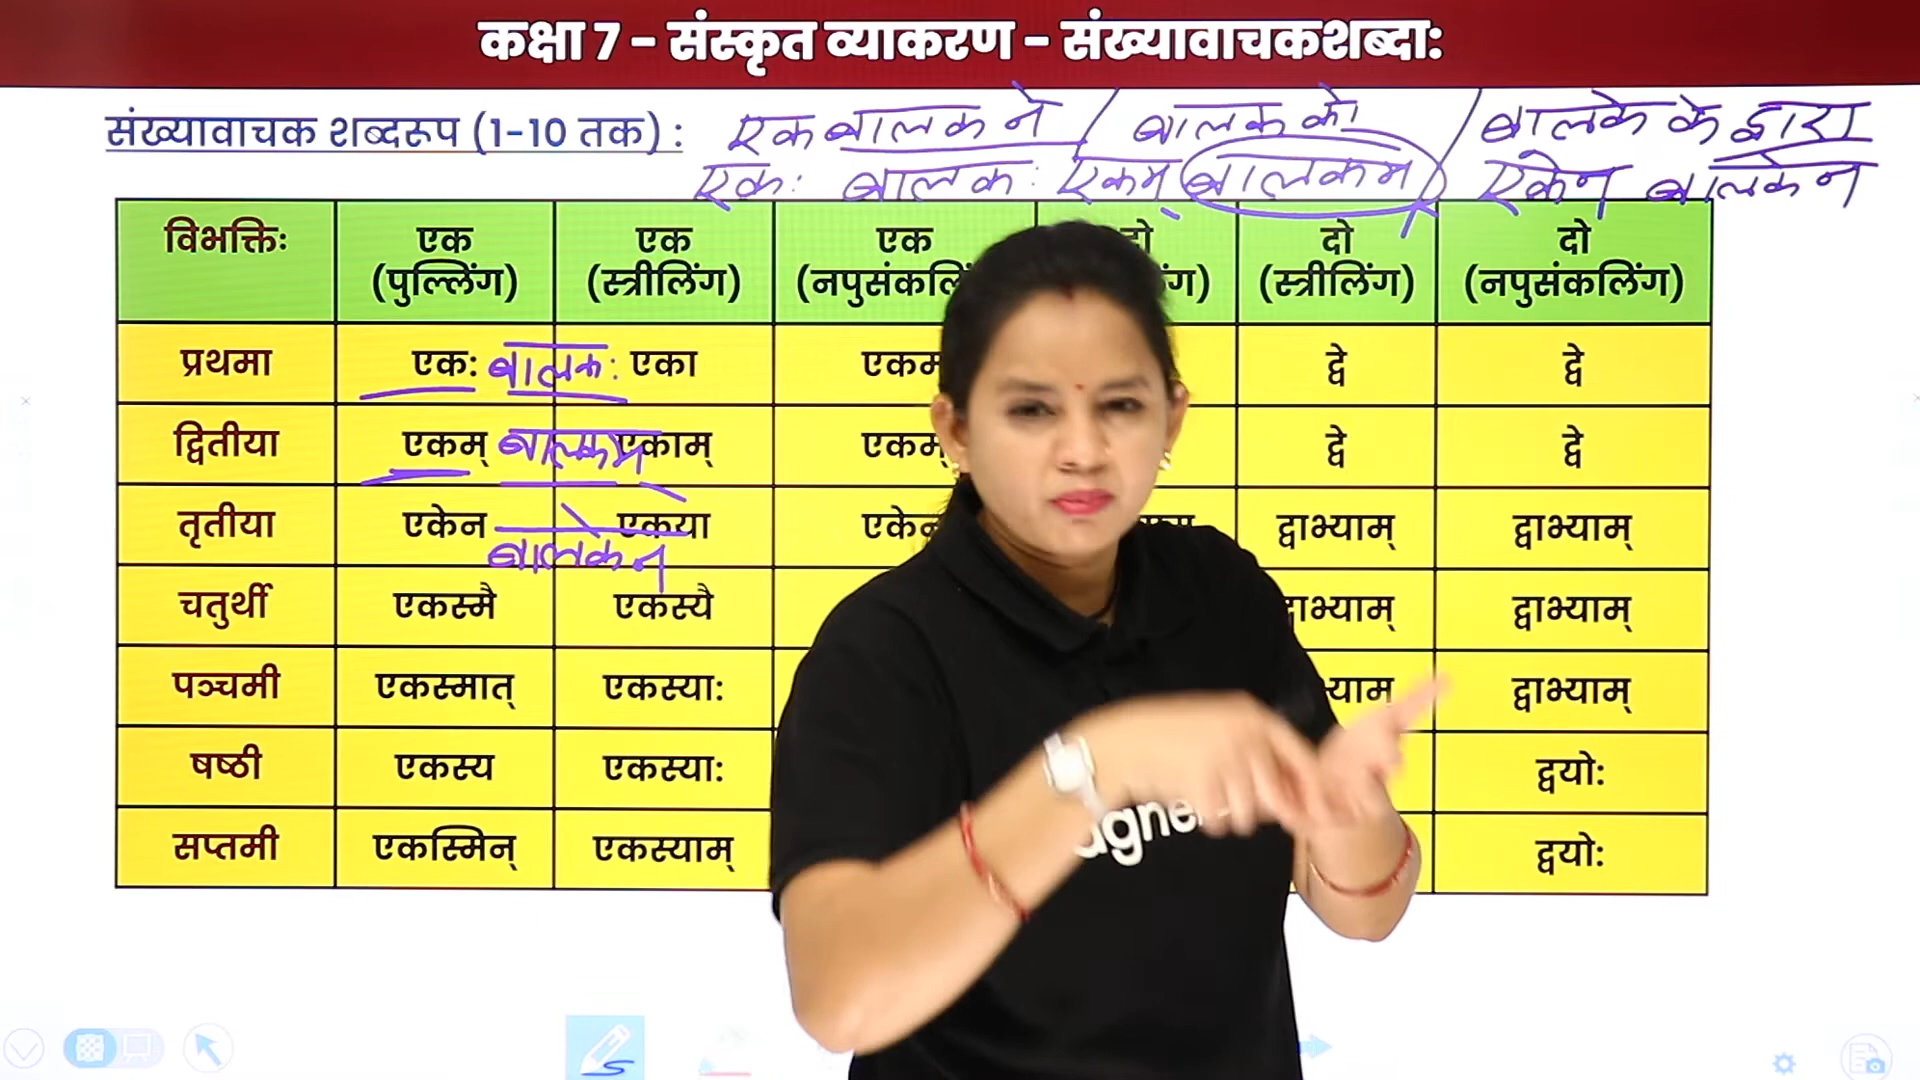 कक्षा 7 - संस्कृत व्याकरण - संख्यावाचकशब्दाः
संख्यावाचक शब्दरूप (1-10 तक) :
एक बालक ने / बालक को / बालके के द्वारा
एकः बालकः एकम् बालकम् एकेन बालकेन
विभक्तिः एक (पुल्लिंग) एक (स्त्रीलिंग) एक दो (स्त्रीलिंग) दो (नपुसंकलिंग)
प्रथमा एकः बालकः एका द्वे द्वे
द्वितीया एकम् बालकम एकाम् द्वे द्वे
तृतीया एकेन बालकेन एकया द्वाभ्याम् द्वाभ्याम्
चतुर्थी एकस्मै एकस्यै द्वाभ्याम्
पञ्चमी एकस्मात् एकस्याः द्वाभ्याम्
षष्ठी एकस्य एकस्याः द्वयोः
सप्तमी एकस्मिन् एकस्याम् द्वयोः